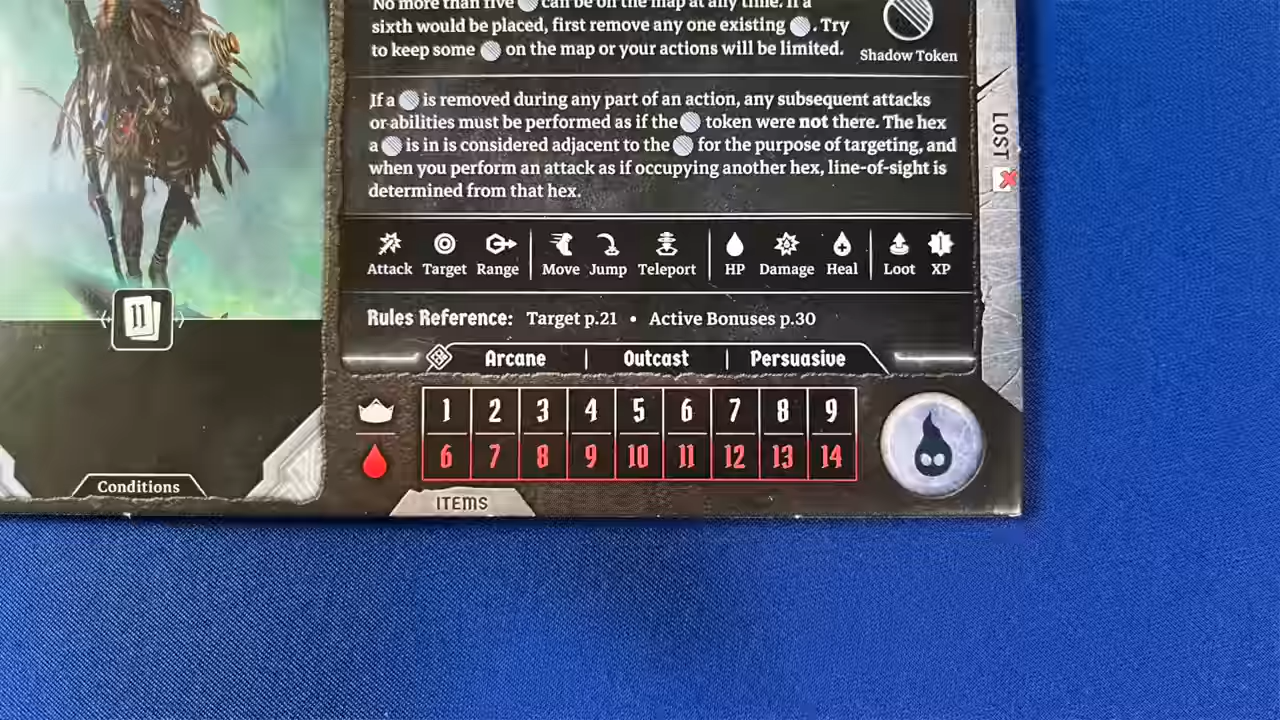 No more than five can be on the map at any time. If a
sixth would be placed, first remove any one existing . Try
to keep some on the map or your actions will be limited.
Shadow Token
If a is removed during any part of an action, any subsequent attacks
or abilities must be performed as if the token were not there. The hex
a is in is considered adjacent to the for the purpose of targeting, and
when you perform an attack as if occupying another hex, line-of-sight is
determined from that hex.
LOST
Attack Target Range Move Jump Teleport HP Damage Heal Loot XP
11
Rules Reference: Target p.21 • Active Bonuses p.30
Arcane | Outcast | Persuasive
1 2 3 4 5 6 7 8 9
6 7 8 9 10 11 12 13 14
Conditions
ITEMS